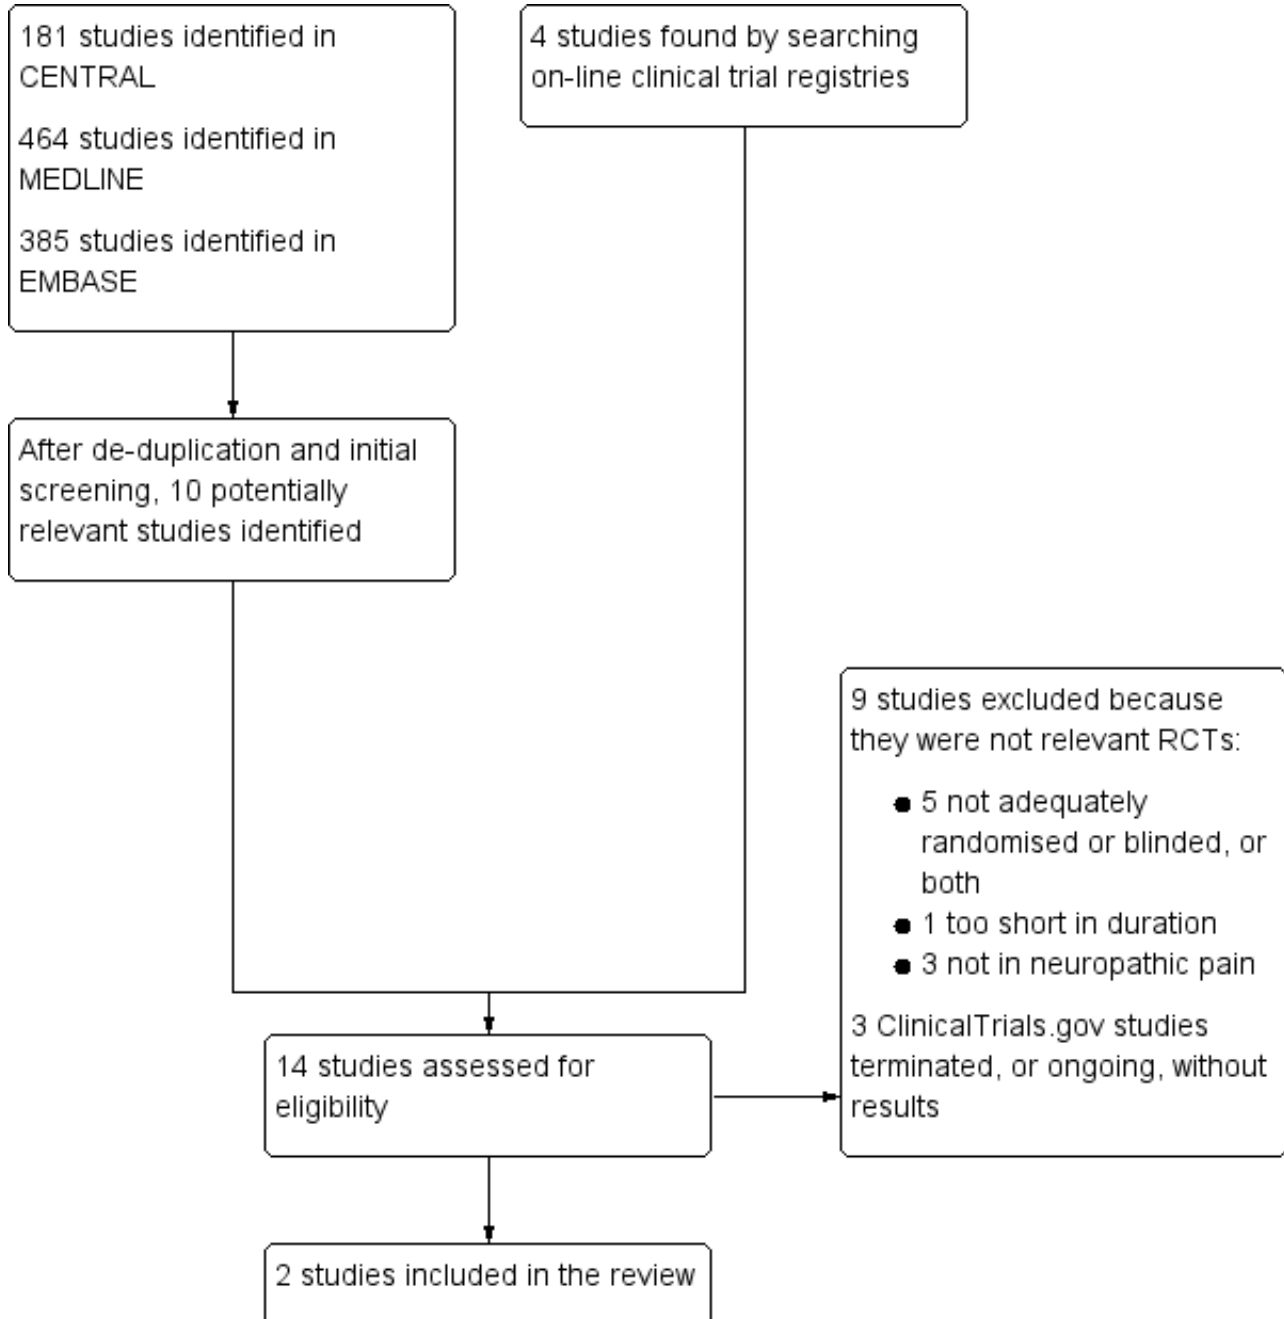 181 studies identified in
CENTRAL
464 studies identified in
MEDLINE
385 studies identified in
EMBASE
4 studies found by searching
on-line clinical trial registries
After de-duplication and initial
screening, 10 potentially
relevant studies identified
9 studies excluded because
they were not relevant RCTs:
● 5 not adequately
randomised or blinded, or
both
● 1 too short in duration
● 3 not in neuropathic pain
3 ClinicalTrials.gov studies
terminated, or ongoing, without
results
14 studies assessed for
eligibility
2 studies included in the review